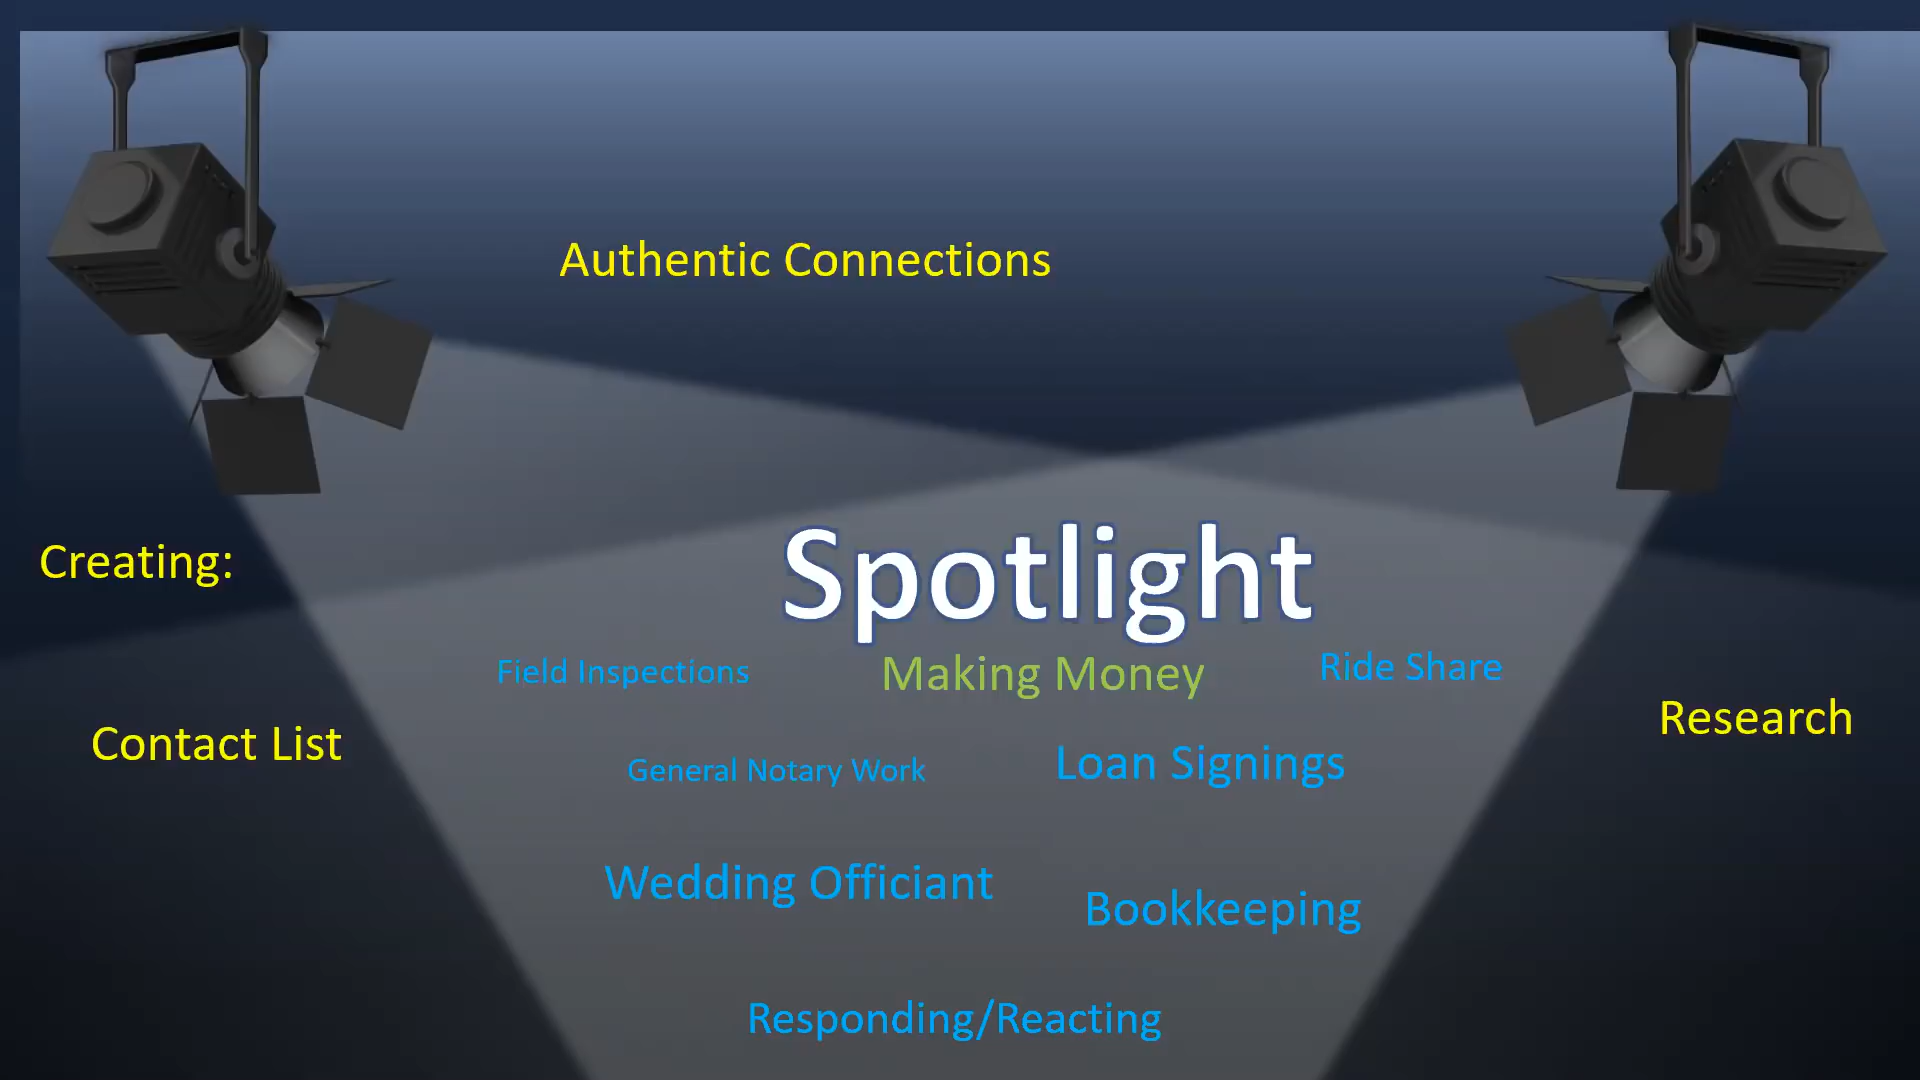 Authentic Connections
Creating:
Spotlight
Field Inspections
Making Money
Ride Share
Contact List
Research
General Notary Work
Loan Signings
Wedding Officiant
Bookkeeping
Responding/Reacting